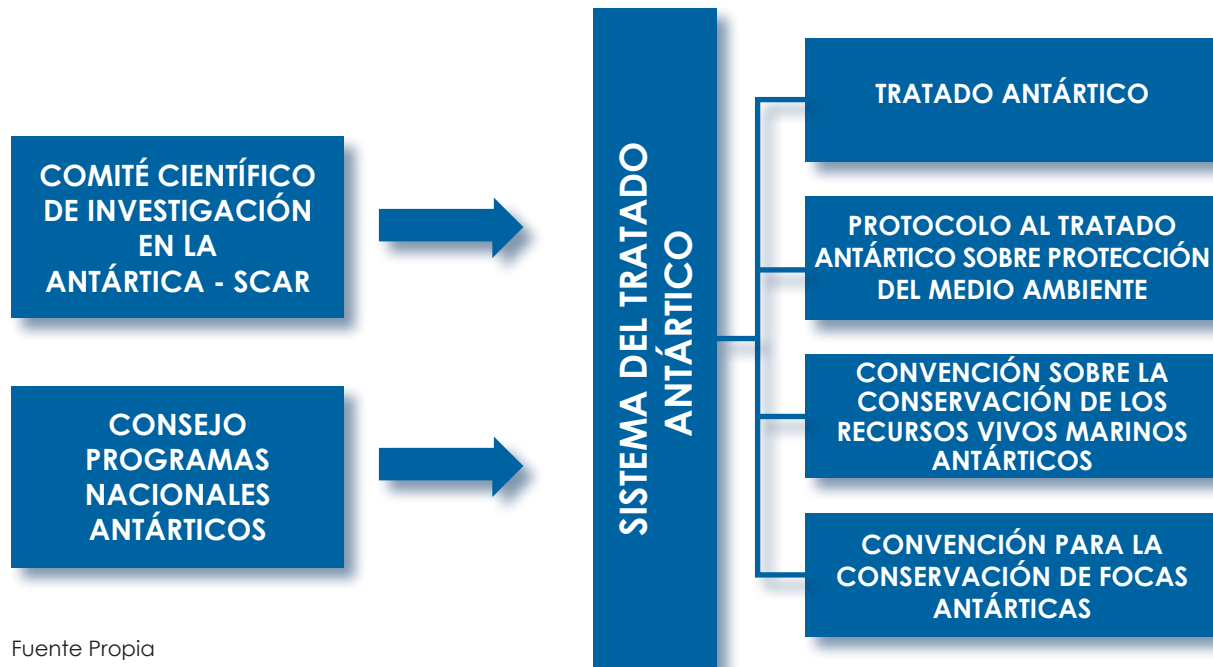 COMITÉ CIENTÍFICO
DE INVESTIGACIÓN
EN LA
ANTÁRTICA - SCAR
CONSEJO
PROGRAMAS
NACIONALES
ANTÁRTICOS
SISTEMA DEL TRATADO
ANTÁRTICO
TRATADO ANTÁRTICO
PROTOCOLO AL TRATADO
ANTÁRTICO SOBRE PROTECCIÓN
DEL MEDIO AMBIENTE
CONVENCIÓN SOBRE LA
CONSERVACIÓN DE LOS
RECURSOS VIVOS MARINOS
ANTÁRTICOS
CONVENCIÓN PARA LA
CONSERVACIÓN DE FOCAS
ANTÁRTICAS
Fuente Propia